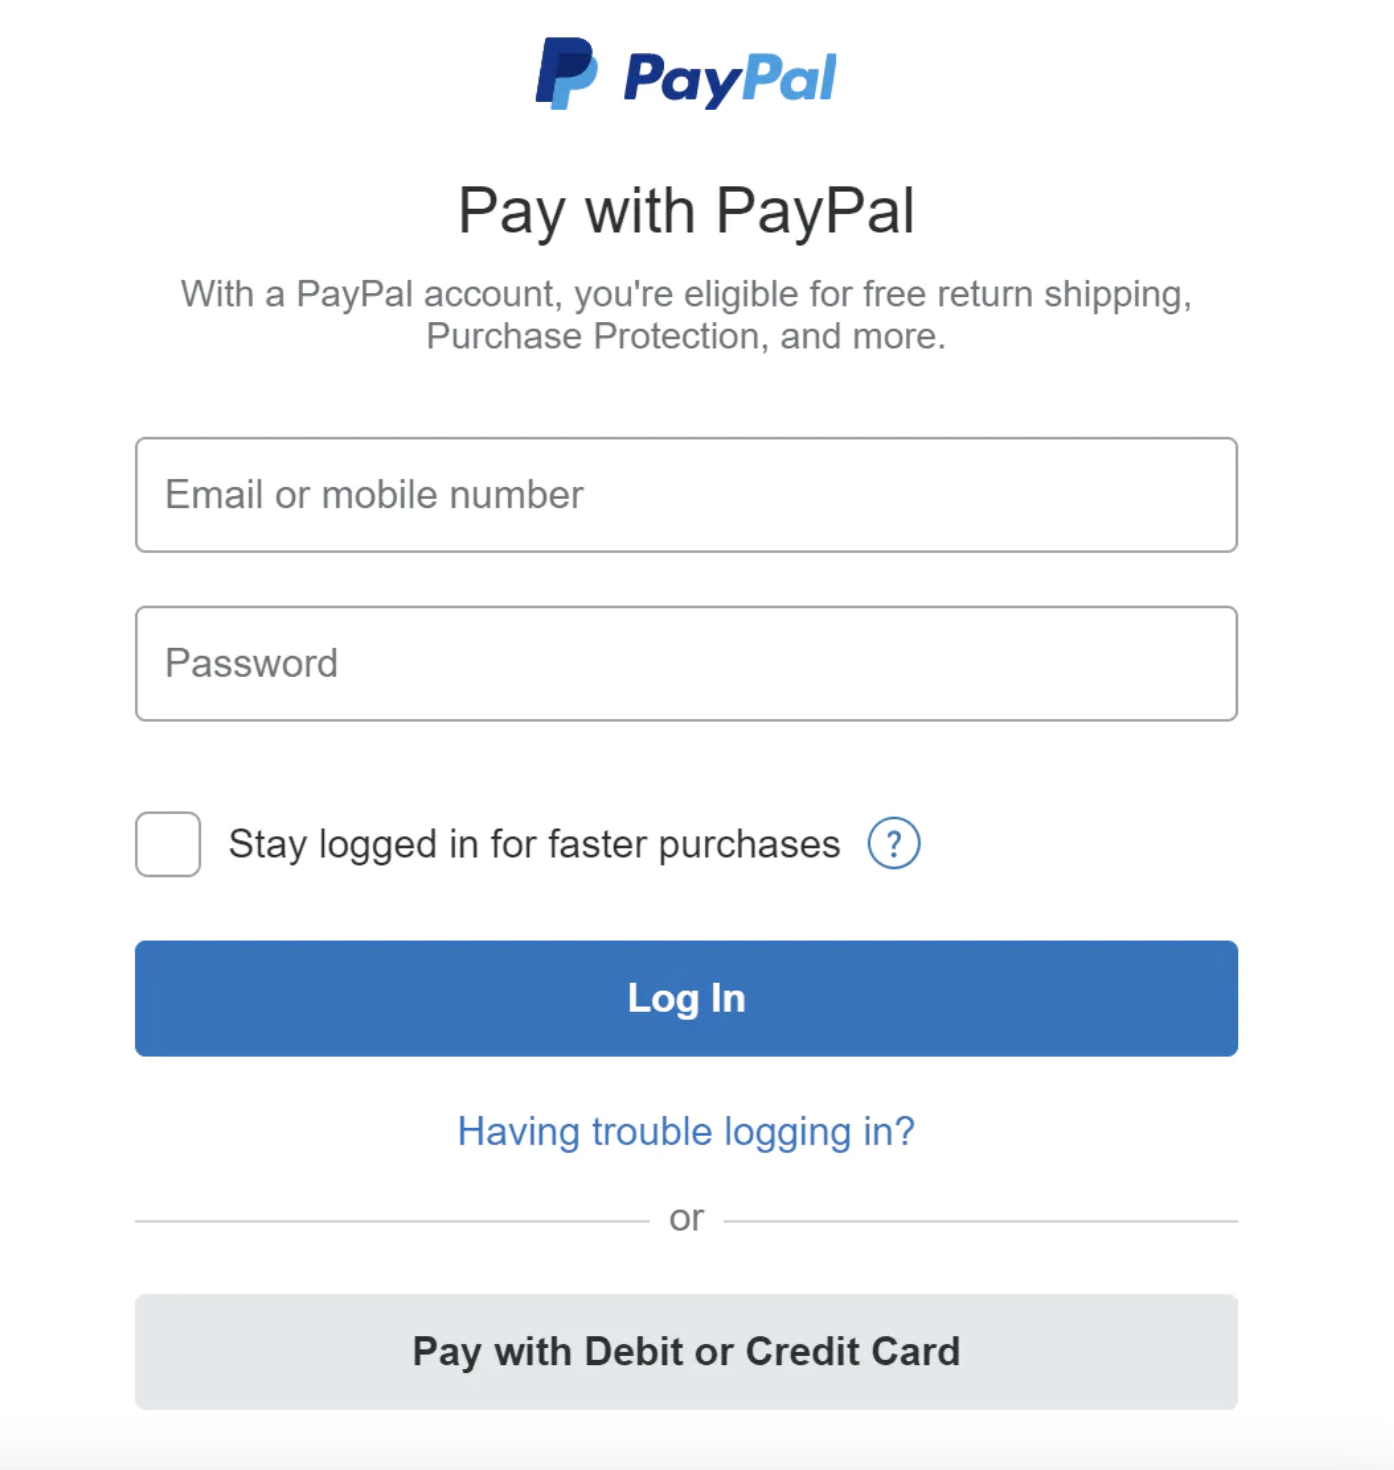 PayPal
Pay with PayPal
With a PayPal account, you're eligible for free return shipping,
Purchase Protection, and more.
Email or mobile number
Password
Stay logged in for faster purchases ?
Log In
Having trouble logging in?
or
Pay with Debit or Credit Card